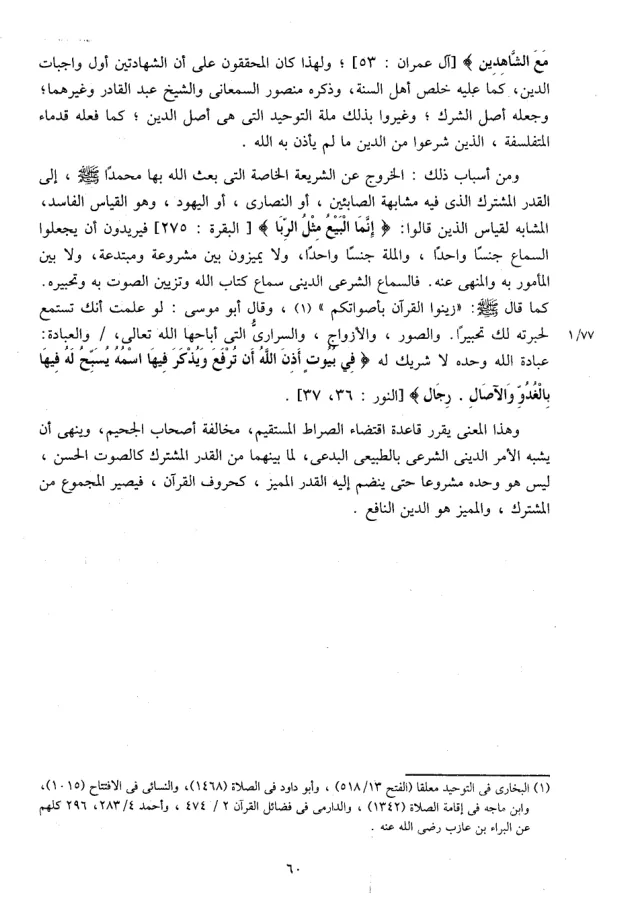 مَعَ الشَّاهِدِين ﴾ [آل عمران : ٥٣] ؛ ولهذا كان المحققون على أن الشهادتين أول واجبات
الدين، كما عليه خلص أهل السنة، وذكره منصور السمعانى والشيخ عبد القادر وغيرهما؛
وجعله أصل الشرك ؛ وغيروا بذلك ملة التوحيد التى هى أصل الدين ؛ كما فعله قدماء
المتفلسفة ، الذين شرعوا من الدين ما لم يأذن به الله .
ومن أسباب ذلك : الخروج عن الشريعة الخاصة التى بعث الله بها محمدًا ﷺ ، إلى
القدر المشترك الذى فيه مشابهة الصابئين ، أو النصارى ، أو اليهود ، وهو القياس الفاسد،
المشابه لقياس الذين قالوا: ﴿ إِنَّمَا الْبَيْعُ مِثْلُ الرِّبَا ﴾ [ البقرة : ٢٧٥] فيريدون أن يجعلوا
السماع جنسًا واحدًا ، والملة جنسًا واحدًا، ولا يميزون بين مشروعة ومبتدعة، ولا بين
المأمور به والمنهى عنه. فالسماع الشرعى الدينى سماع كتاب الله وتزيين الصوت به وتحبيره.
كما قال ﷺ: «زينوا القرآن بأصواتكم » (١) ، وقال أبو موسى : لو علمت أنك تستمع
لحبرته لك تحبيرًا. والصور ، والأزواج ، والسرارىُّ التى أباحها الله تعالى، / والعبادة: ١/٧٧
عبادة الله وحده لا شريك له ﴿ فِي بُيُوتٍ أَذِنَ اللَّهُ أَن تُرْفَعَ وَيُذْكَرَ فِيهَا اسْمُهُ يُسَبِّحُ لَهُ فِيهَا
بِالْغُدُوِّ وَالآصَالِ . رِجَال ﴾ [النور : ٣٦، ٣٧] .
وهذا المعنى يقرر قاعدة اقتضاء الصراط المستقيم، مخالفة أصحاب الجحيم، وينهى أن
يشبه الأمر الدينى الشرعى بالطبيعى البدعى، لما بينهما من القدر المشترك كالصوت الحسن ،
ليس هو وحده مشروعا حتى ينضم إليه القدر المميز ، كحروف القرآن ، فيصير المجموع من
المشترك ، والمميز هو الدين النافع .
(١) البخارى فى التوحيد معلقا (الفتح ٥١٨/١٣) ، وأبو داود فى الصلاة (١٤٦٨)، والنسائى فى الافتتاح (١٠١٥)،
وابن ماجه فى إقامة الصلاة (١٣٤٢) ، والدارمى فى فضائل القرآن ٢ / ٤٧٤ ، وأحمد ٢٨٣/٤، ٢٩٦ كلهم
عن البراء بن عازب رضى الله عنه .
٦٠